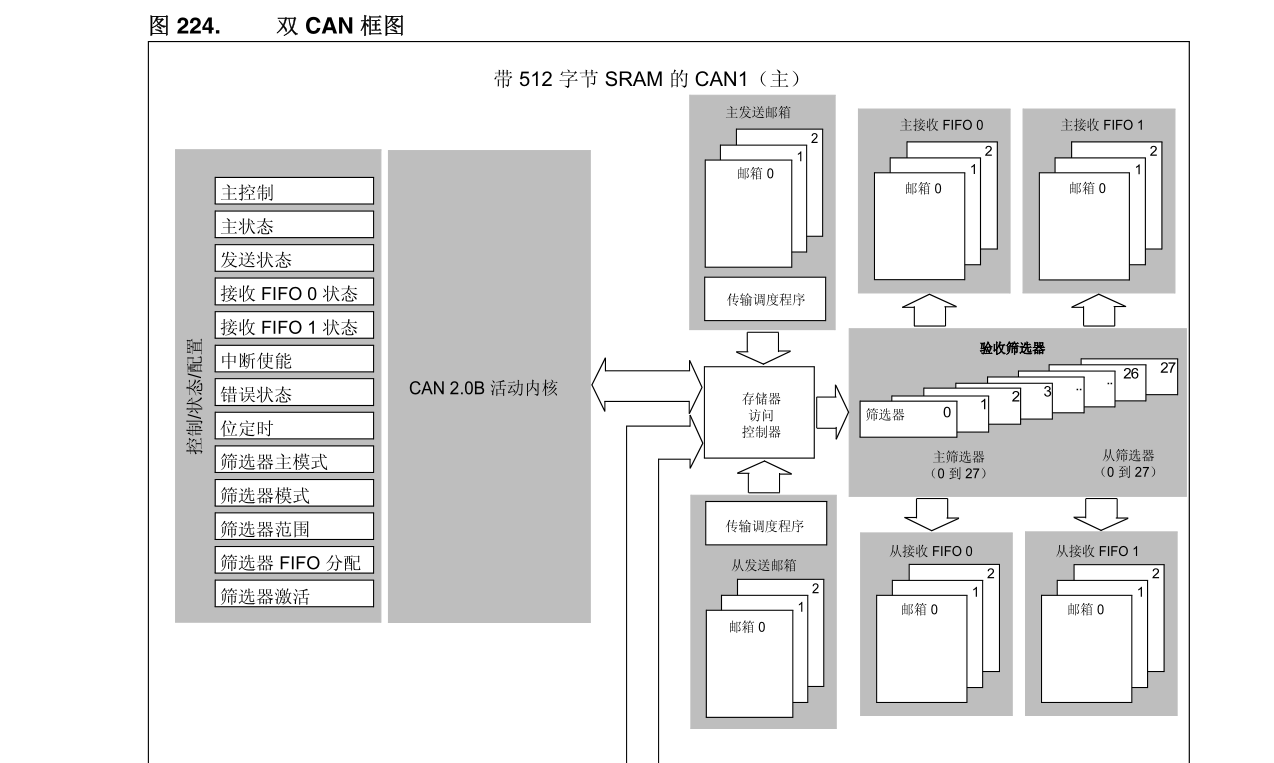 图 224. 双 CAN 框图
带 512 字节 SRAM 的 CAN1（主）
控制/状态/配置
主控制
主状态
发送状态
接收 FIFO 0 状态
接收 FIFO 1 状态
中断使能
错误状态
位定时
筛选器主模式
筛选器模式
筛选器范围
筛选器 FIFO 分配
筛选器激活
CAN 2.0B 活动内核
主发送邮箱
2
1
邮箱 0
传输调度程序
主接收 FIFO 0
2
1
邮箱 0
主接收 FIFO 1
2
1
邮箱 0
存储器
访问
控制器
验收筛选器
筛选器 0 1 2 3 .. .. 26 27
主筛选器
（0 到 27）
从筛选器
（0 到 27）
传输调度程序
从发送邮箱
2
1
邮箱 0
从接收 FIFO 0
2
1
邮箱 0
从接收 FIFO 1
2
1
邮箱 0